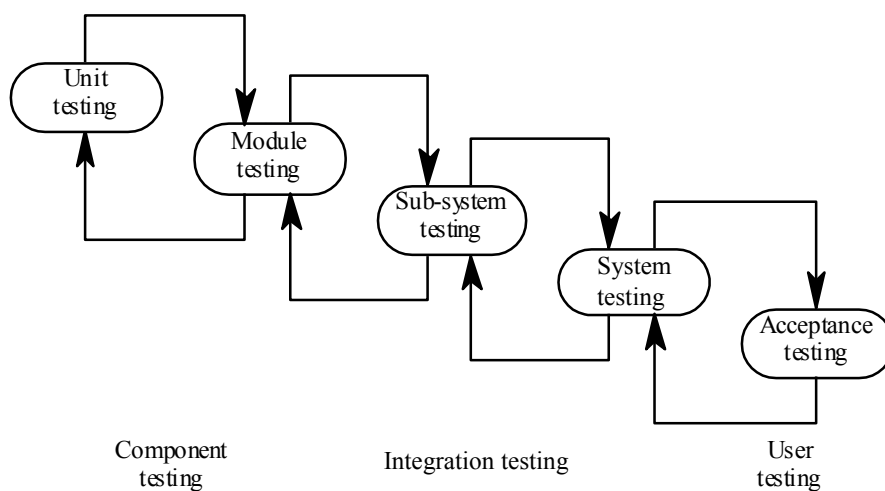 Unit
testing
Module
testing
Sub-system
testing
System
testing
Acceptance
testing
Component
testing
Integration testing
User
testing